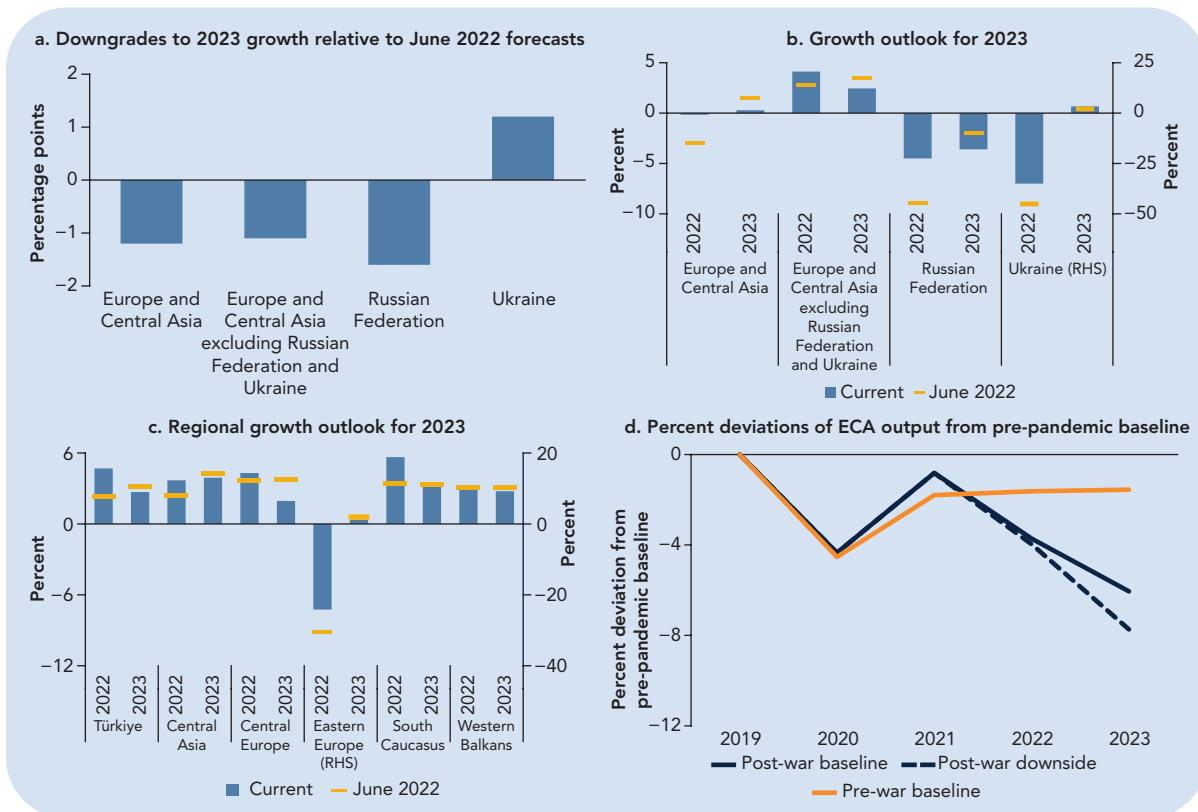 a. Downgrades to 2023 growth relative to June 2022 forecasts
Percentage points
2
1
0
−1
−2
Europe and
Central Asia
Europe and
Central Asia
excluding Russian
Federation and
Ukraine
Russian
Federation
Ukraine
b. Growth outlook for 2023
Percent
5
0
−5
−10
25
0
−25
−50
Percent
2022
2023
2022
2023
2022
2023
2022
2023
Europe and
Central Asia
Europe and
Central Asia
excluding
Russian
Federation
and Ukraine
Russian
Federation
Ukraine (RHS)
Current
June 2022
c. Regional growth outlook for 2023
Percent
6
0
−6
−12
20
0
−20
−40
Percent
2022
2023
2022
2023
2022
2023
2022
2023
2022
2023
2022
2023
Türkiye
Central
Asia
Central
Europe
Eastern
Europe
(RHS)
South
Caucasus
Western
Balkans
Current
June 2022
d. Percent deviations of ECA output from pre-pandemic baseline
Percent deviation from
pre-pandemic baseline
0
−4
−8
−12
2019
2020
2021
2022
2023
Post-war baseline
Post-war downside
Pre-war baseline